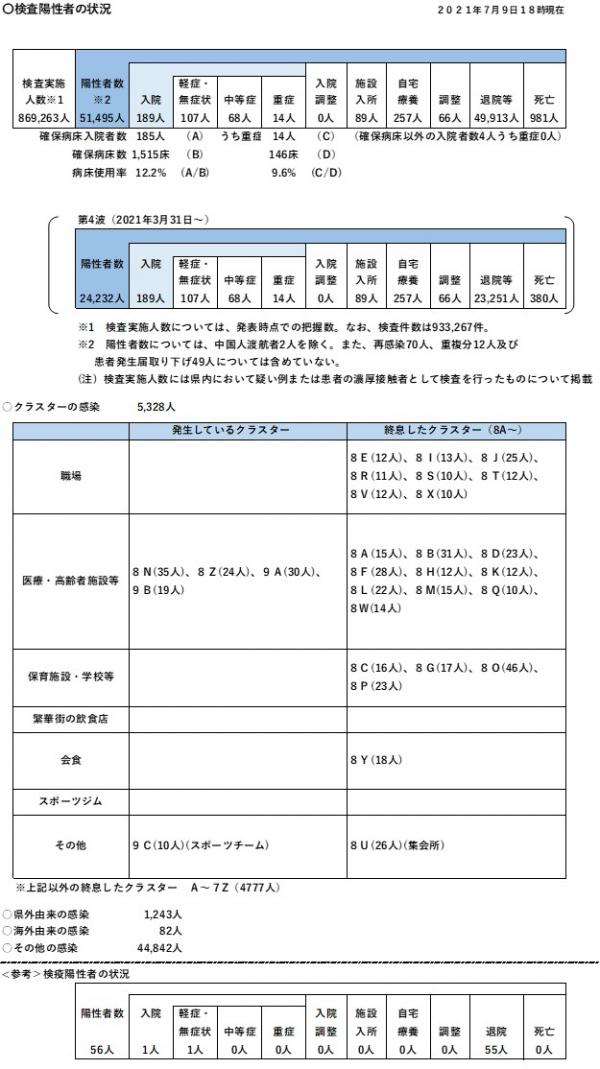 〇検査陽性者の状況
２０２１年７月９日１８時現在
検査実施人数※1 陽性者数※2 入院 軽症・無症状 中等症 重症 入院調整 施設入所 自宅療養 調整 退院等 死亡
869,263人 51,495人 189人 107人 68人 14人 0人 89人 257人 66人 49,913人 981人
確保病床入院者数 185人 (A) うち重症 14人 (C) (確保病床以外の入院者数4人うち重症0人)
確保病床数 1,515床 (B) 146床 (D)
病床使用率 12.2% (A/B) 9.6% (C/D)
第4波（2021年3月31日～）
陽性者数 入院 軽症・無症状 中等症 重症 入院調整 施設入所 自宅療養 調整 退院等 死亡
24,232人 189人 107人 68人 14人 0人 89人 257人 66人 23,251人 380人
※1 検査実施人数については、発表時点での把握数。なお、検査件数は933,267件。
※2 陽性者数については、中国人渡航者2人を除く。また、再感染70人、重複分12人及び
患者発生届取り下げ49人については含めていない。
(注）検査実施人数には県内において疑い例または患者の濃厚接触者として検査を行ったものについて掲載
○クラスターの感染 5,328人
発生しているクラスター 終息したクラスター（8A～）
職場
８Ｅ(12人)、８Ｉ(13人)、８Ｊ(25人)、
８Ｒ(11人)、８Ｓ(10人)、８Ｔ(12人)、
８Ｖ(12人)、８Ｘ(10人)
医療・高齢者施設等
８Ｎ(35人)、８Ｚ(24人)、９Ａ(30人)、
９Ｂ(19人)
８Ａ(15人)、８Ｂ(31人)、８Ｄ(23人)、
８Ｆ(28人)、８Ｈ(12人)、８Ｋ(12人)、
８Ｌ(22人)、８Ｍ(15人)、８Ｑ(10人)、
８Ｗ(14人)
保育施設・学校等
８Ｃ(16人)、８Ｇ(17人)、８Ｏ(46人)、
８Ｐ(23人)
繁華街の飲食店
会食
８Ｙ(18人)
スポーツジム
その他
９Ｃ(10人)(スポーツチーム)
８Ｕ(26人)(集会所)
※上記以外の終息したクラスター Ａ～７Ｚ（4777人）
○県外由来の感染 1,243人
○海外由来の感染 82人
○その他の感染 44,842人
<参考>検疫陽性者の状況
陽性者数 入院 軽症・無症状 中等症 重症 入院調整 施設入所 自宅療養 調整 退院 死亡
56人 1人 1人 0人 0人 0人 0人 0人 0人 55人 0人